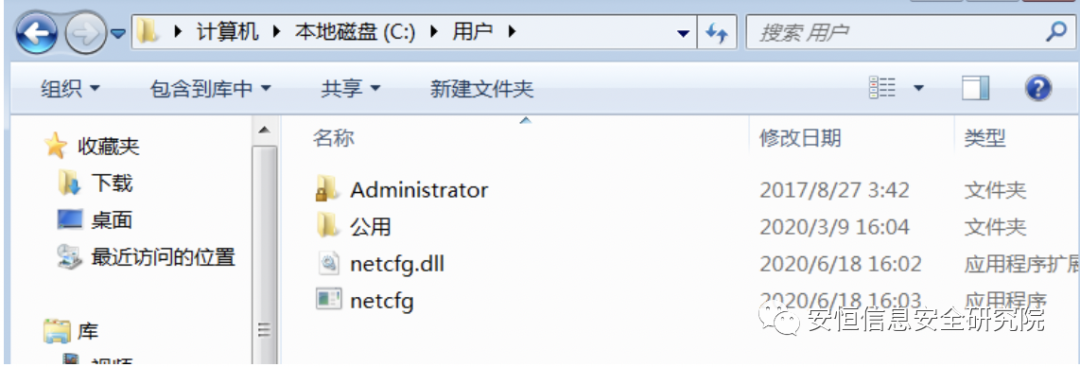 计算机 本地磁盘 (C:) 用户 搜索 用户
组织 包含到库中 共享 新建文件夹
名称 修改日期 类型
收藏夹
下载
桌面
最近访问的位置
库
Administrator 2017/8/27 3:42 文件夹
公用 2020/3/9 16:04 文件夹
netcfg.dll 2020/6/18 16:02 应用程序扩展
netcfg 2020/6/18 16:03 应用程序
安恒信息安全研究院